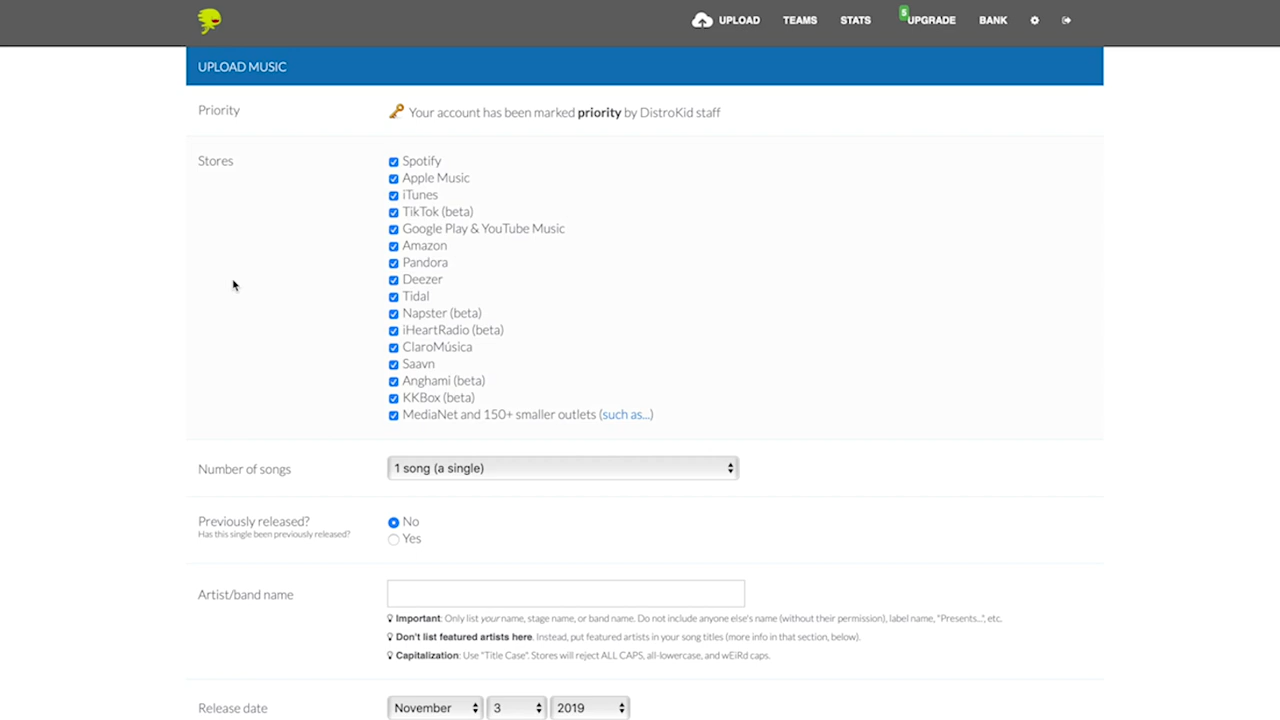 UPLOAD TEAMS STATS 5 UPGRADE BANK
UPLOAD MUSIC
Priority
Your account has been marked priority by DistroKid staff
Stores
Spotify
Apple Music
iTunes
TikTok (beta)
Google Play & YouTube Music
Amazon
Pandora
Deezer
Tidal
Napster (beta)
iHeartRadio (beta)
ClaroMúsica
Saavn
Anghami (beta)
KKBox (beta)
MediaNet and 150+ smaller outlets (such as...)
Number of songs
1 song (a single)
Previously released?
Has this single been previously released?
No
Yes
Artist/band name
Important: Only list your name, stage name, or band name. Do not include anyone else's name (without their permission), label name, "Presents...", etc.
Don't list featured artists here. Instead, put featured artists in your song titles (more info in that section, below).
Capitalization: Use "Title Case". Stores will reject ALL CAPS, all-lowercase, and wEiRd caps.
Release date
November 3 2019